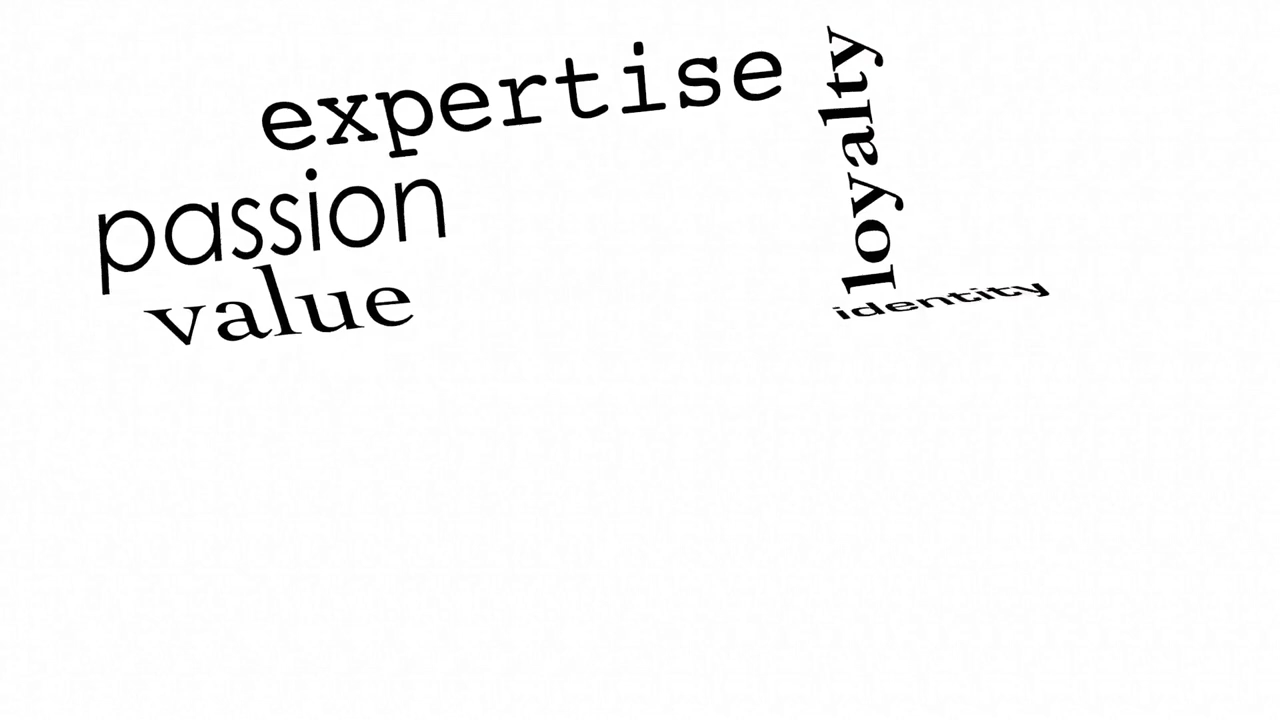 expertise
loyalty
passion
value
identity